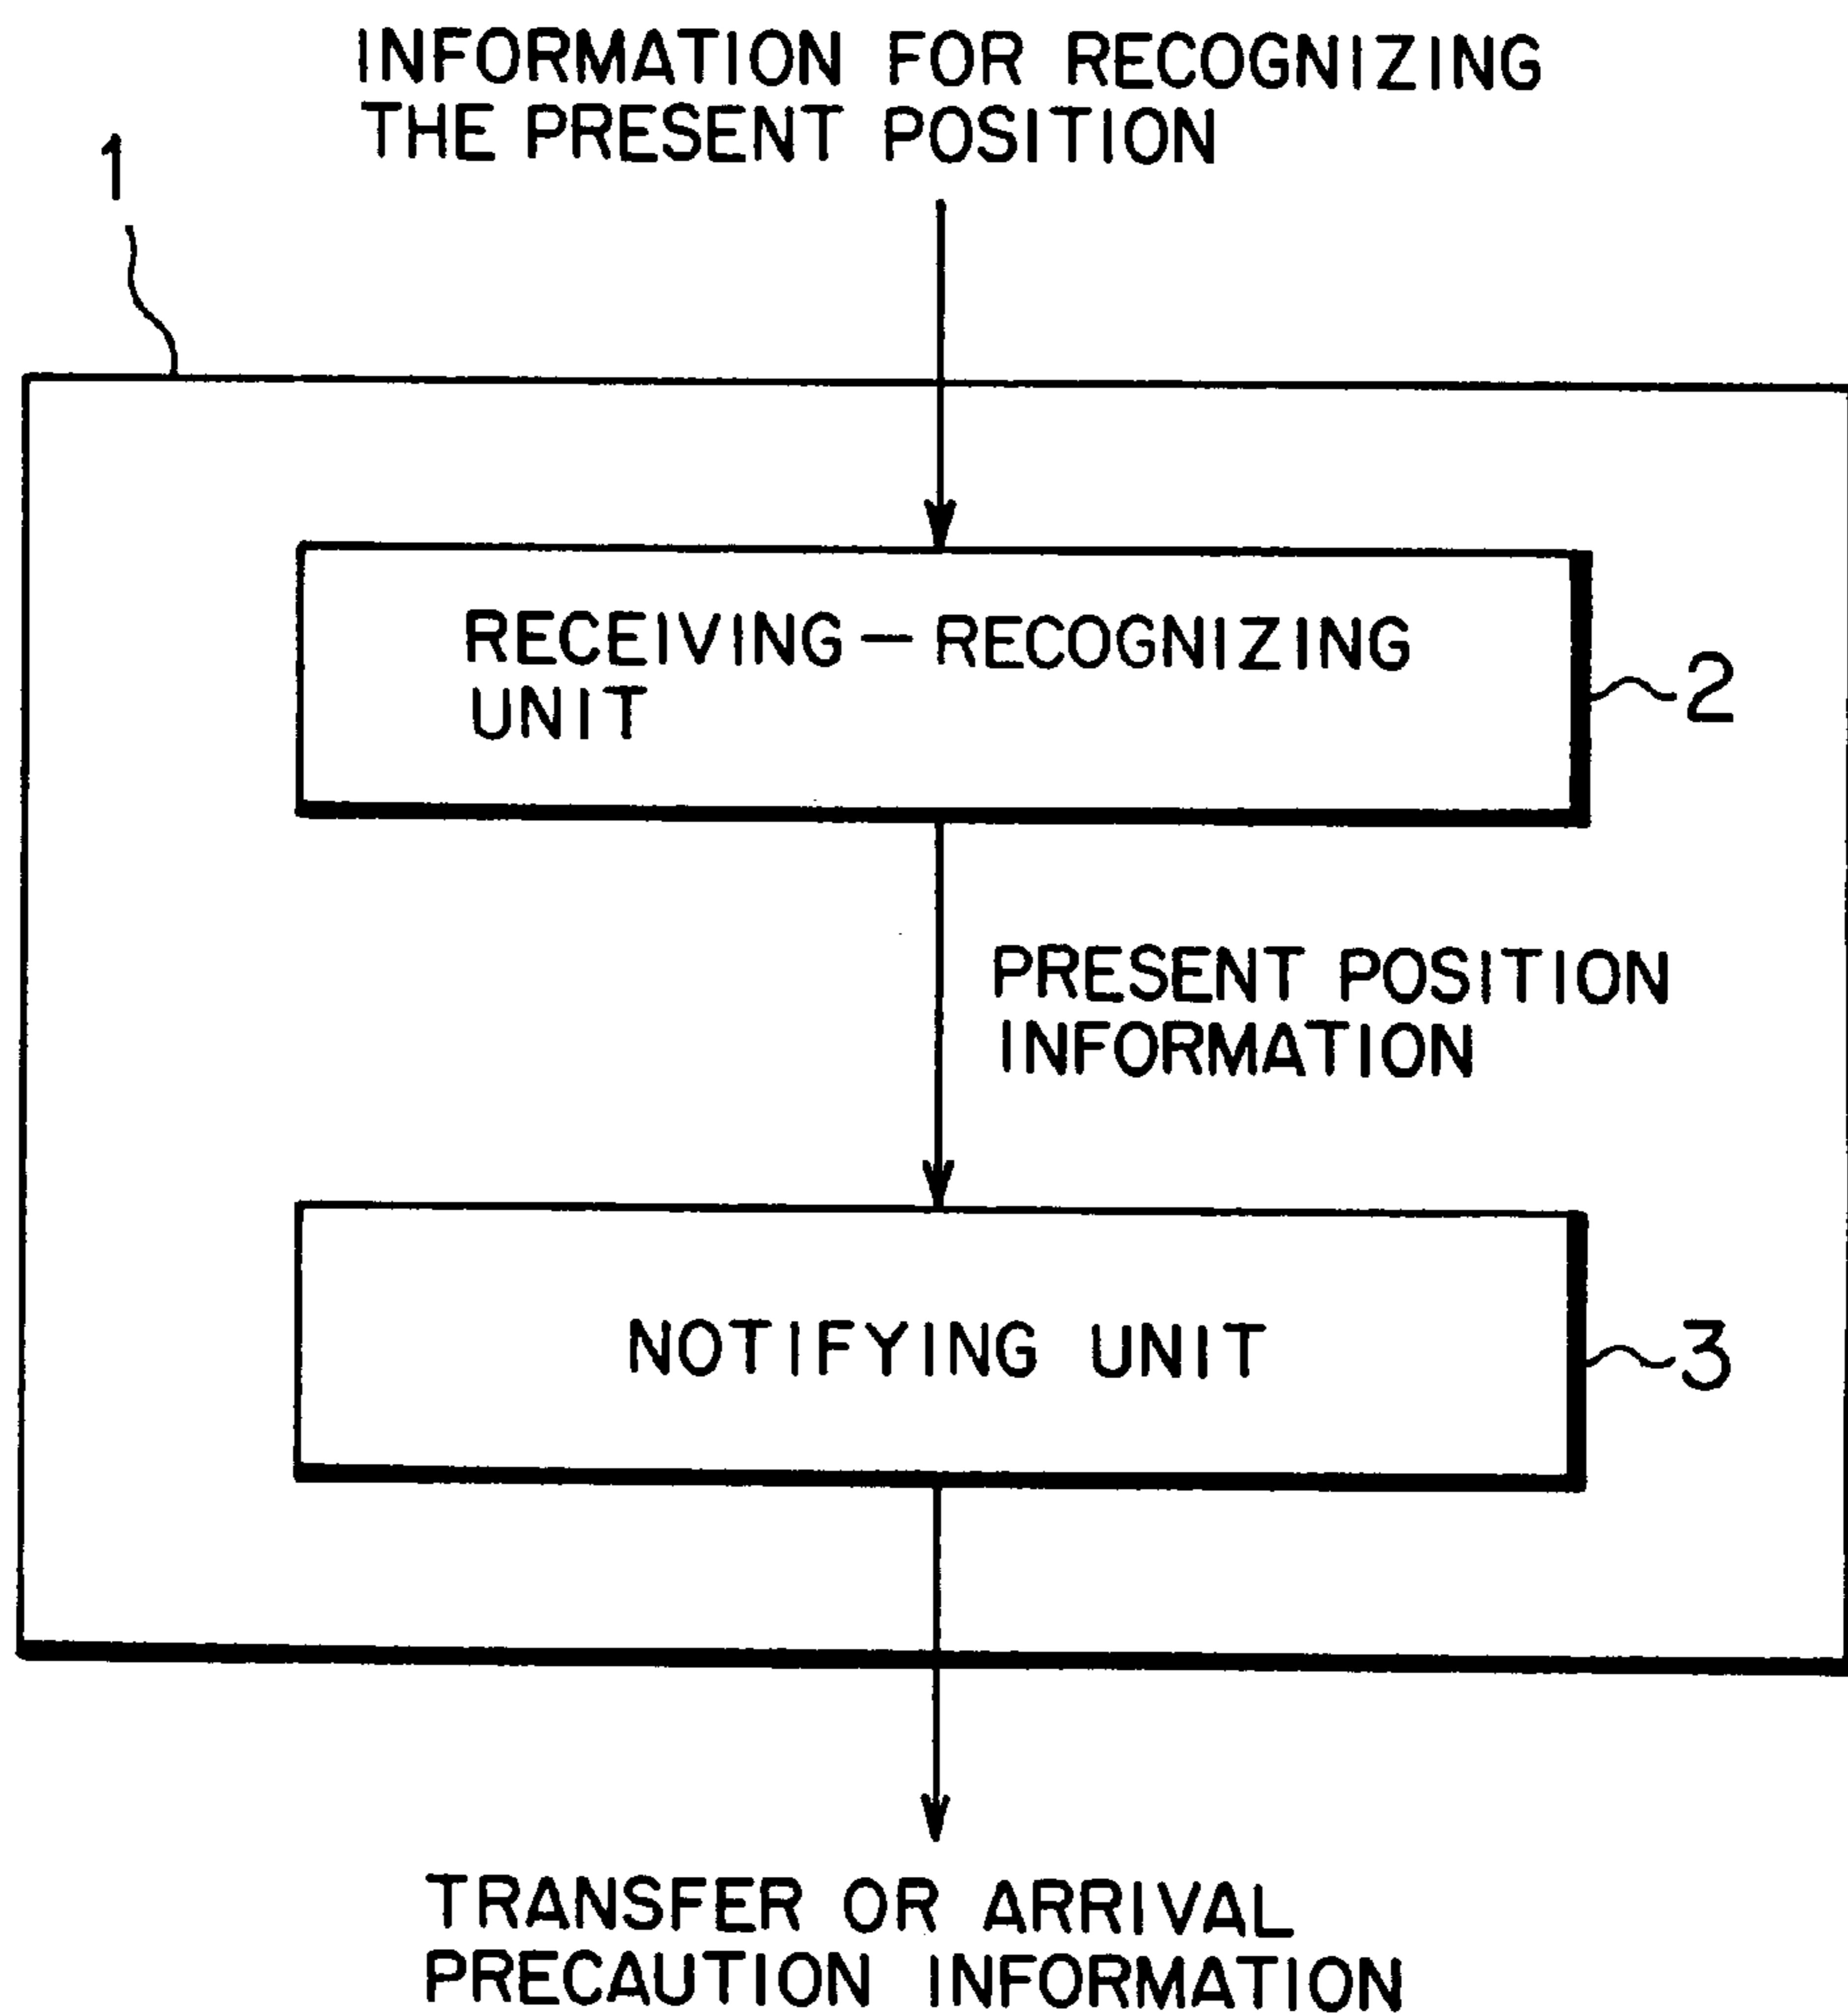 INFORMATION FOR RECOGNIZING
THE PRESENT POSITION
1
RECEIVING—RECOGNIZING
UNIT
2
PRESENT POSITION
INFORMATION
NOTIFYING UNIT
3
TRANSFER OR ARRIVAL
PRECAUTION INFORMATION